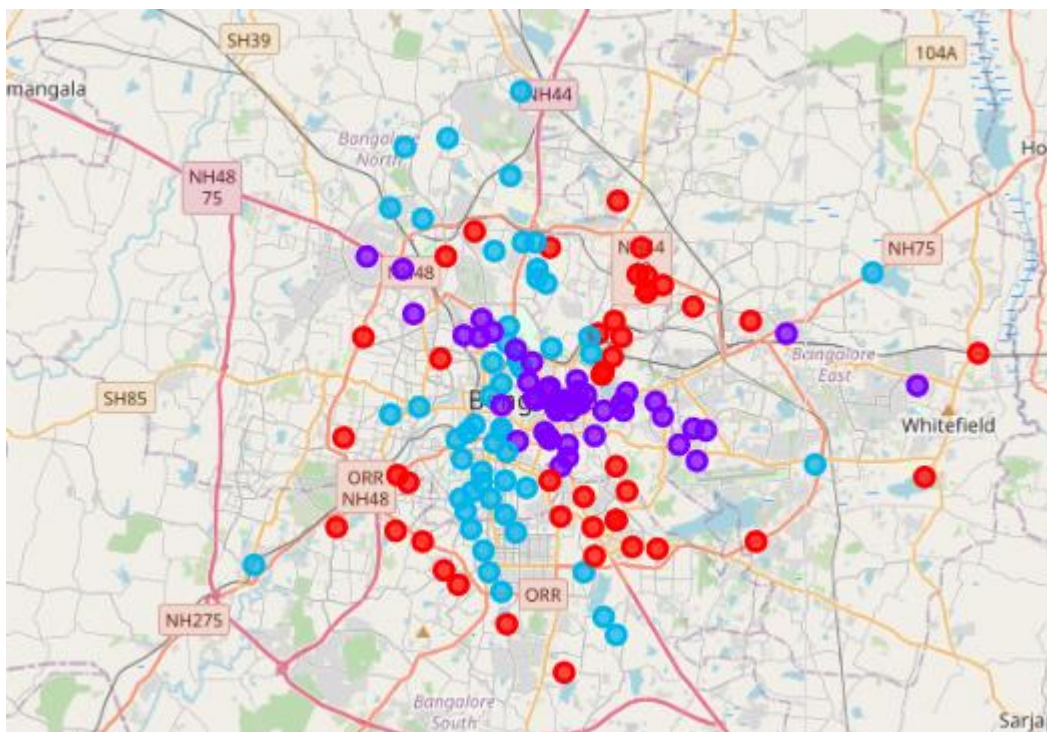 SH39
104A
mangala
NH44
Bangalore
North
Ho
NH48
75
NH75
NH48
Bangalore
East
SH85
Whitefield
ORR
NH48
ORR
NH275
Bangalore
South
Sarja